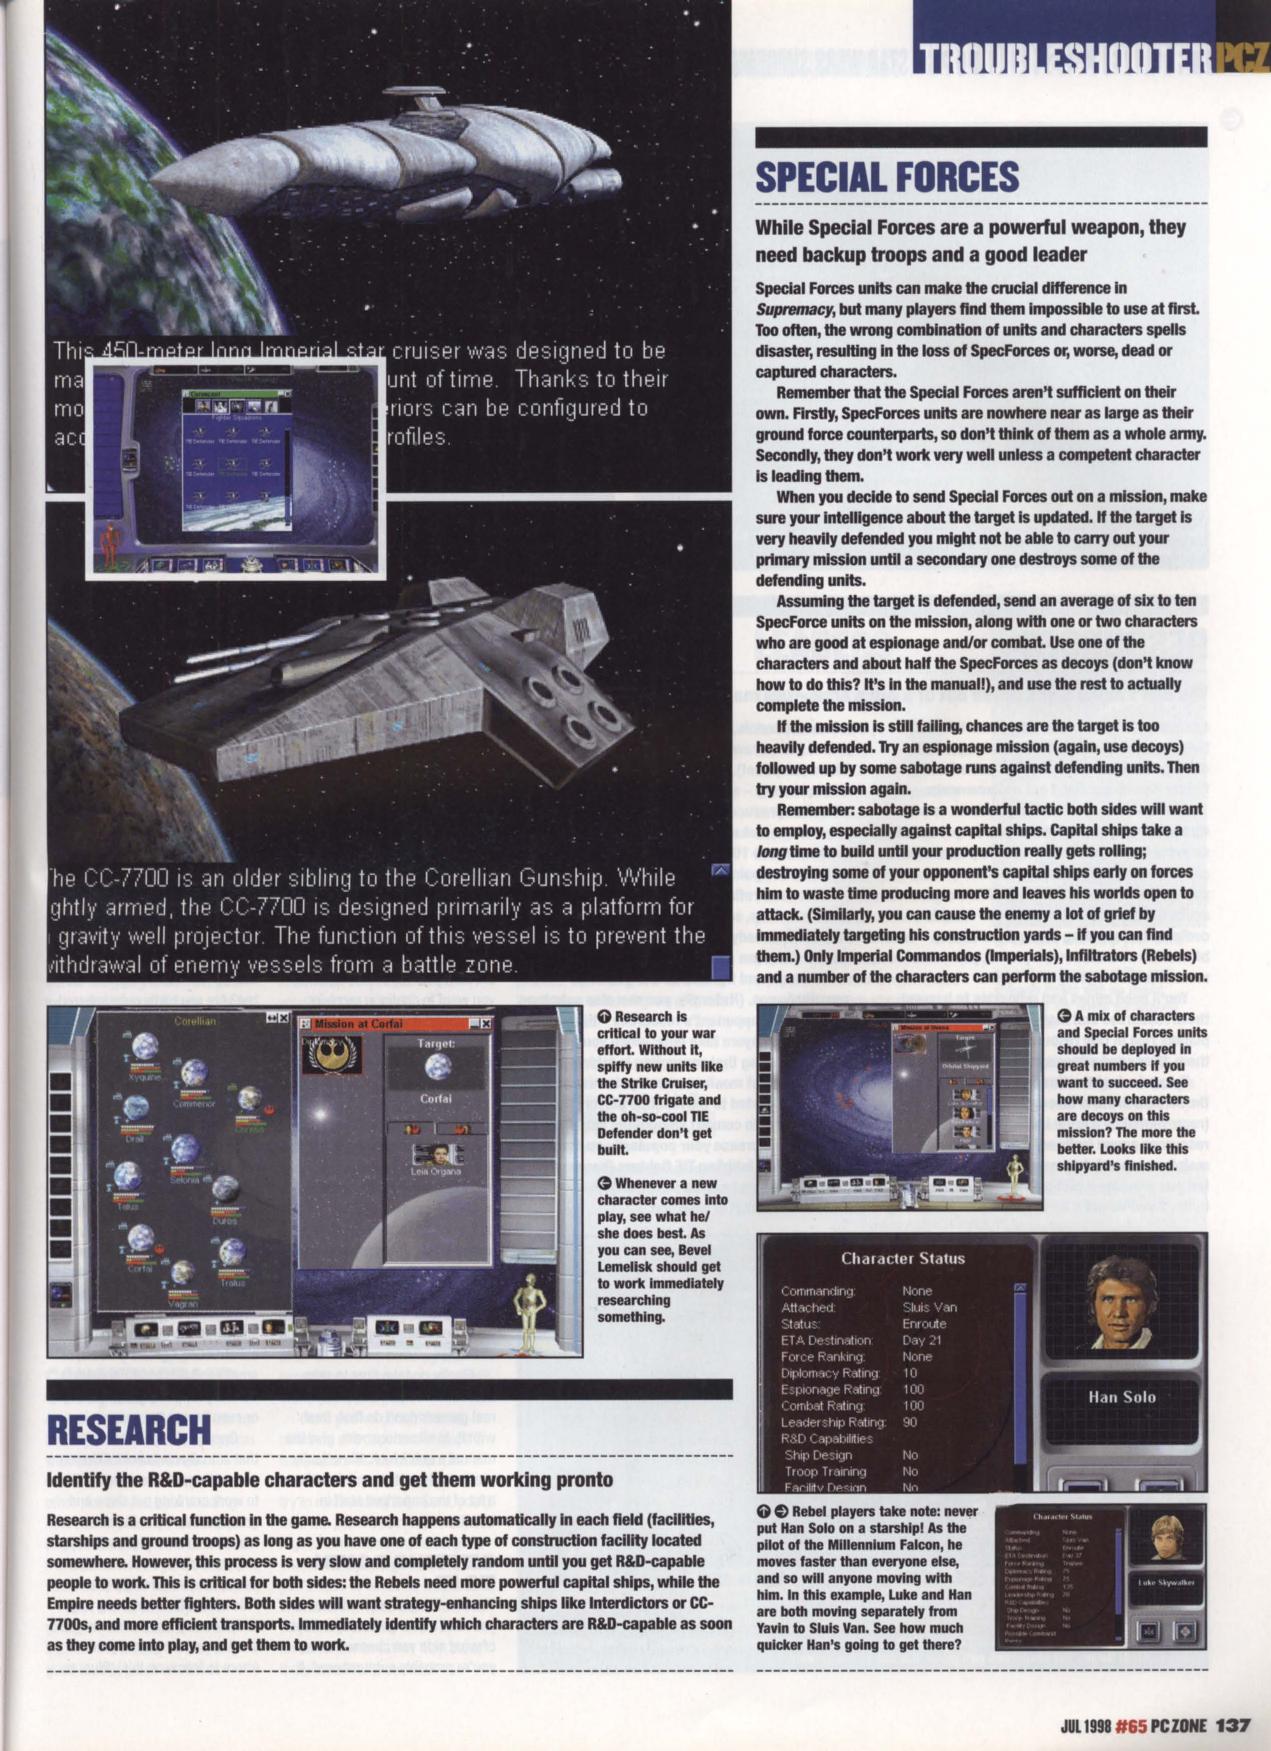 TROUBLESHOOTER PCZ
This 450-meter long Imperial star cruiser was designed to be
ma unt of time. Thanks to their
mo eriors can be configured to
acc rofiles.
he CC-7700 is an older sibling to the Corellian Gunship. While
ghtly armed, the CC-7700 is designed primarily as a platform for
gravity well projector. The function of this vessel is to prevent the
withdrawal of enemy vessels from a battle zone.
SPECIAL FORCES
While Special Forces are a powerful weapon, they
need backup troops and a good leader
Special Forces units can make the crucial difference in
Supremacy, but many players find them impossible to use at first.
Too often, the wrong combination of units and characters spells
disaster, resulting in the loss of SpecForces or, worse, dead or
captured characters.
Remember that the Special Forces aren't sufficient on their
own. Firstly, SpecForces units are nowhere near as large as their
ground force counterparts, so don't think of them as a whole army.
Secondly, they don't work very well unless a competent character
is leading them.
When you decide to send Special Forces out on a mission, make
sure your intelligence about the target is updated. If the target is
very heavily defended you might not be able to carry out your
primary mission until a secondary one destroys some of the
defending units.
Assuming the target is defended, send an average of six to ten
SpecForce units on the mission, along with one or two characters
who are good at espionage and/or combat. Use one of the
characters and about half the SpecForces as decoys (don't know
how to do this? It's in the manual!), and use the rest to actually
complete the mission.
If the mission is still failing, chances are the target is too
heavily defended. Try an espionage mission (again, use decoys)
followed up by some sabotage runs against defending units. Then
try your mission again.
Remember: sabotage is a wonderful tactic both sides will want
to employ, especially against capital ships. Capital ships take a
long time to build until your production really gets rolling;
destroying some of your opponent's capital ships early on forces
him to waste time producing more and leaves his worlds open to
attack. (Similarly, you can cause the enemy a lot of grief by
immediately targeting his construction yards – if you can find
them.) Only Imperial Commandos (Imperials), Infiltrators (Rebels)
and a number of the characters can perform the sabotage mission.
Corellian
Xyquine
Commenor
Drall
Selonia
Talus
Duros
Corfai
Tralus
Vagran
Mission at Corfai
Target:
Corfai
Leia Organa
Research is
critical to your war
effort. Without it,
spiffy new units like
the Strike Cruiser,
CC-7700 frigate and
the oh-so-cool TIE
Defender don't get
built.
Whenever a new
character comes into
play, see what he/
she does best. As
you can see, Bevel
Lemelisk should get
to work immediately
researching
something.
Target
Orbital Shipyard
A mix of characters
and Special Forces units
should be deployed in
great numbers if you
want to succeed. See
how many characters
are decoys on this
mission? The more the
better. Looks like this
shipyard's finished.
Character Status
Commanding: None
Attached: Sluis Van
Status: Enroute
ETA Destination: Day 21
Force Ranking: None
Diplomacy Rating: 10
Espionage Rating: 100
Combat Rating: 100
Leadership Rating: 90
R&D Capabilities
Ship Design No
Troop Training No
Facility Design No
Han Solo
Rebel players take note: never
put Han Solo on a starship! As the
pilot of the Millennium Falcon, he
moves faster than everyone else,
and so will anyone moving with
him. In this example, Luke and Han
are both moving separately from
Yavin to Sluis Van. See how much
quicker Han's going to get there?
Character Status
Luke Skywalker
RESEARCH
Identify the R&D-capable characters and get them working pronto
Research is a critical function in the game. Research happens automatically in each field (facilities,
starships and ground troops) as long as you have one of each type of construction facility located
somewhere. However, this process is very slow and completely random until you get R&D-capable
people to work. This is critical for both sides: the Rebels need more powerful capital ships, while the
Empire needs better fighters. Both sides will want strategy-enhancing ships like Interdictors or CC-
7700s, and more efficient transports. Immediately identify which characters are R&D-capable as soon
as they come into play, and get them to work.
JUL 1998 #65 PC ZONE 137